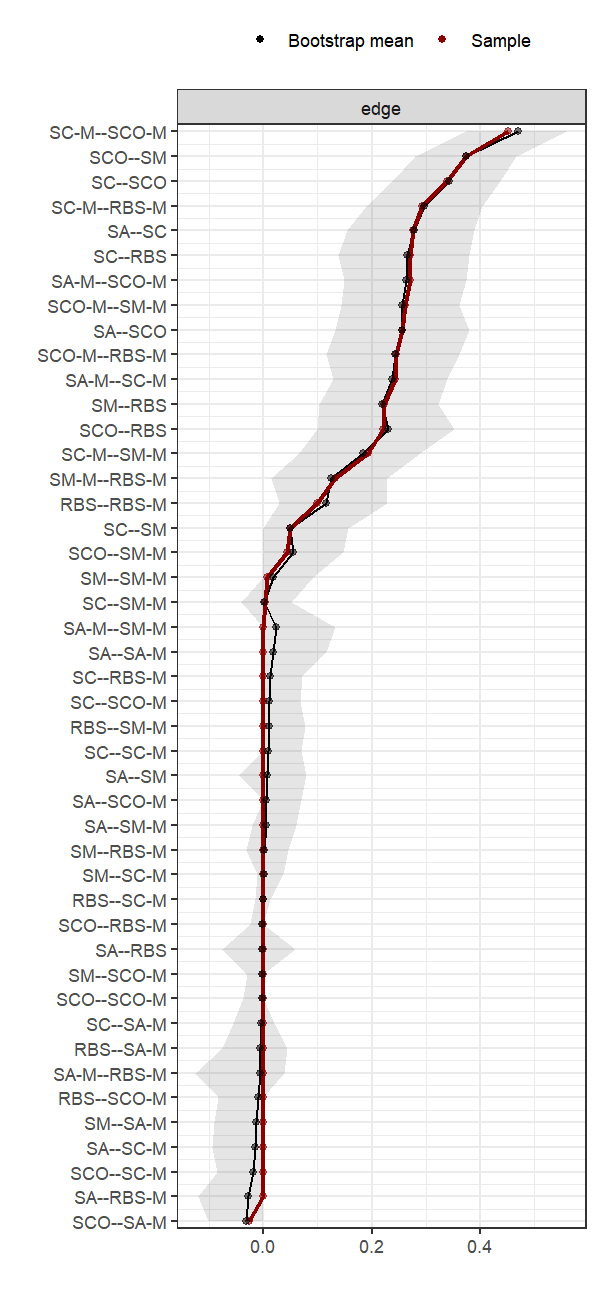 Bootstrap mean Sample
edge
SC-M--SCO-M
SCO--SM
SC--SCO
SC-M--RBS-M
SA--SC
SC--RBS
SA-M--SCO-M
SCO-M--SM-M
SA--SCO
SCO-M--RBS-M
SA-M--SC-M
SM--RBS
SCO--RBS
SC-M--SM-M
SM-M--RBS-M
RBS--RBS-M
SC--SM
SCO--SM-M
SM--SM-M
SC--SM-M
SA-M--SM-M
SA--SA-M
SC--RBS-M
SC--SCO-M
RBS--SM-M
SC--SC-M
SA--SM
SA--SCO-M
SA--SM-M
SM--RBS-M
SM--SC-M
RBS--SC-M
SCO--RBS-M
SA--RBS
SM--SCO-M
SCO--SCO-M
SC--SA-M
RBS--SA-M
SA-M--RBS-M
RBS--SCO-M
SM--SA-M
SA--SC-M
SCO--SC-M
SA--RBS-M
SCO--SA-M
0.0 0.2 0.4